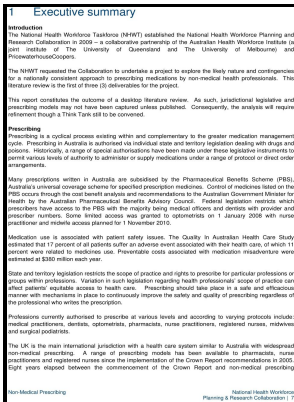 1 Executive summary
Introduction
The National Health Workforce Taskforce (NHWT) established the National Health Workforce Planning and
Research Collaboration in 2009 – a collaborative partnership of the Australian Health Workforce Institute (a
joint institute of The University of Queensland and The University of Melbourne) and
PricewaterhouseCoopers.
The NHWT requested the Collaboration to undertake a project to explore the likely nature and contingencies
for a nationally consistent approach to prescribing medications by non-medical health professionals. This
literature review is the first of three (3) deliverables for the project.
This report constitutes the outcome of a desktop literature review. As such, jurisdictional legislative and
prescribing models may not have been captured unless published. Consequently, the analysis will require
refinement though a Think Tank still to be convened.
Prescribing
Prescribing is a cyclical process existing within and complementary to the greater medication management
cycle. Prescribing in Australia is authorised via individual state and territory legislation dealing with drugs and
poisons. Historically, a range of special authorisations have been made under these legislative instruments to
permit various levels of authority to administer or supply medications under a range of protocol or direct order
arrangements.
Many prescriptions written in Australia are subsidised by the Pharmaceutical Benefits Scheme (PBS),
Australia's universal coverage scheme for specified prescription medicines. Control of medicines listed on the
PBS occurs through the cost benefit analysis and recommendations to the Australian Government Minister for
Health by the Australian Pharmaceutical Benefits Advisory Council. Federal legislation restricts which
prescribers have access to the PBS with the majority being medical officers and dentists with provider and
prescriber numbers. Some limited access was granted to optometrists on 1 January 2008 with nurse
practitioner and midwife access planned for 1 November 2010.
Medication use is associated with patient safety issues. The Quality In Australian Health Care Study
estimated that 17 percent of all patients suffer an adverse event associated with their health care, of which 11
percent were related to medicines use. Preventable costs associated with medication misadventure were
estimated at $380 million each year.
State and territory legislation restricts the scope of practice and rights to prescribe for particular professions or
groups within professions. Variation in such legislation regarding health professionals' scope of practice can
affect patients' equitable access to health care. Prescribing should take place in a safe and efficacious
manner with mechanisms in place to continuously improve the safety and quality of prescribing regardless of
the professional who writes the prescription.
Professions currently authorised to prescribe at various levels and according to varying protocols include:
medical practitioners, dentists, optometrists, pharmacists, nurse practitioners, registered nurses, midwives
and surgical podiatrists.
The UK is the main international jurisdiction with a health care system similar to Australia with widespread
non-medical prescribing. A range of prescribing models has been available to pharmacists, nurse
practitioners and registered nurses since the implementation of the Crown Report recommendations in 2005.
Eight years elapsed between the commencement of the Crown Report and non-medical prescribing
Non-Medical Prescribing
National Health Workforce
Planning & Research Collaboration | 7